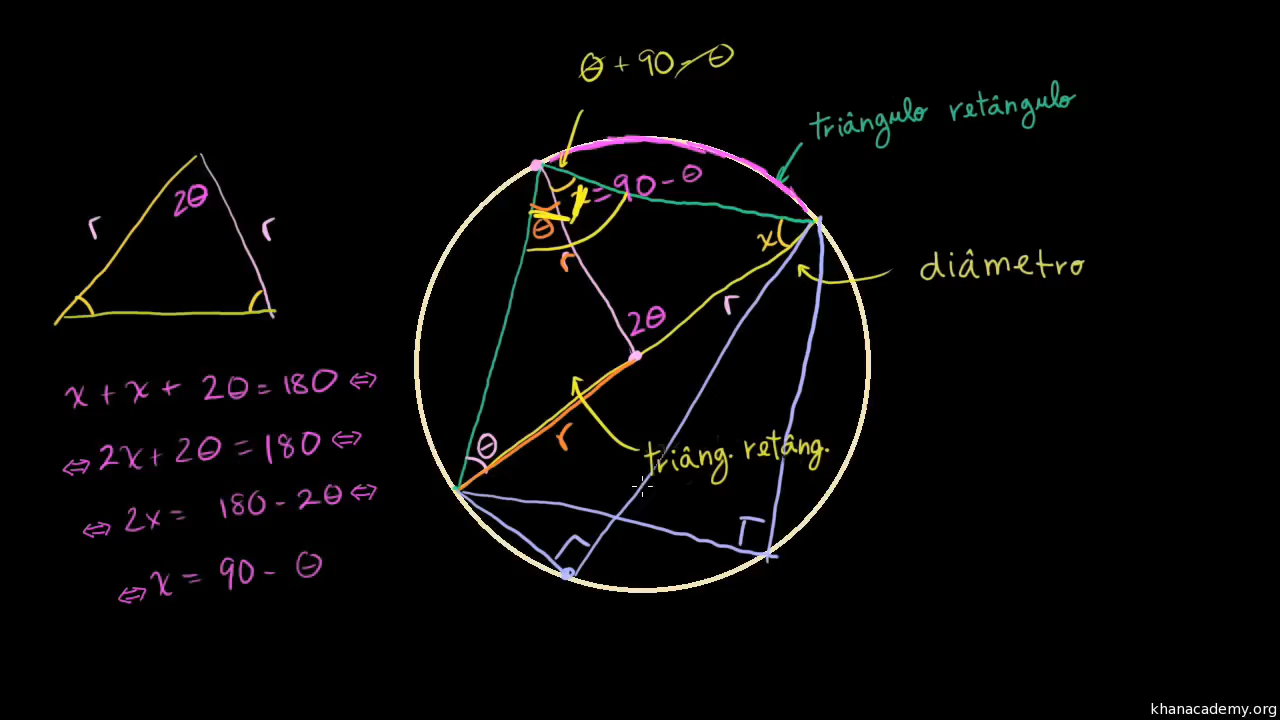 θ + 90 - θ
triângulo retângulo
2θ
r
r
x = 90 - θ
θ
r
x
diâmetro
2θ
r
x + x + 2θ = 180 ⇔
⇔ 2x + 2θ = 180 ⇔
⇔ 2x = 180 - 2θ ⇔
⇔ x = 90 - θ
θ
r
triâng. retâng.
khanacademy.org